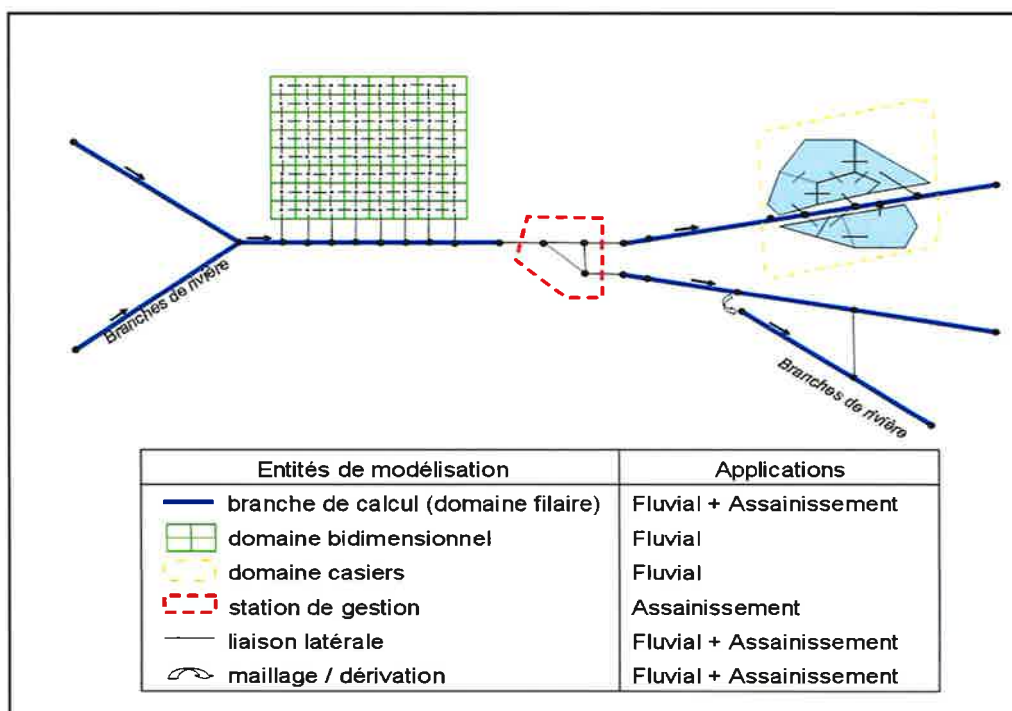 Branches de rivière
Branches de rivière
Entités de modélisation Applications
branche de calcul (domaine filaire) Fluvial + Assainissement
domaine bidimensionnel Fluvial
domaine casiers Fluvial
station de gestion Assainissement
liaison latérale Fluvial + Assainissement
maillage / dérivation Fluvial + Assainissement